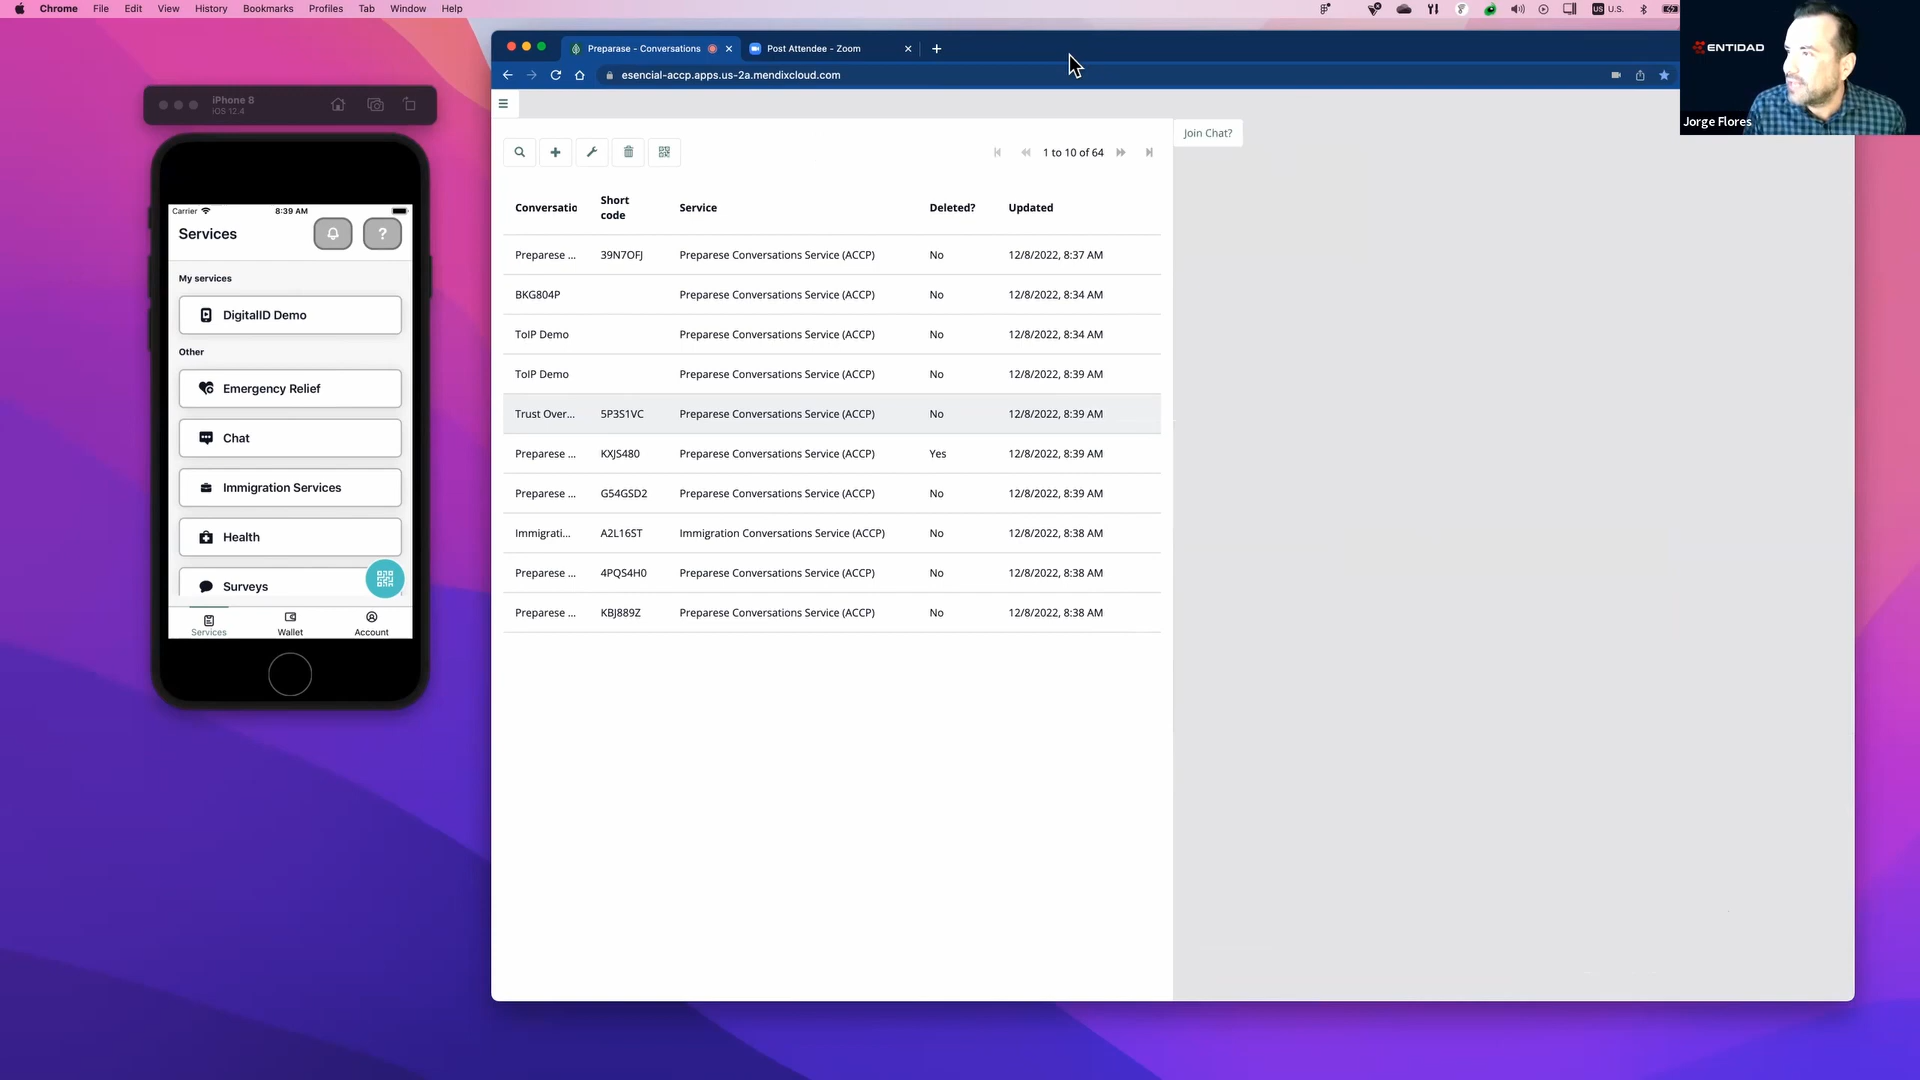 Chrome File Edit View History Bookmarks Profiles Tab Window Help U.S.
Preparase - Conversations
Post Attendee - Zoom
esencial-accp.apps.us-2a.mendixcloud.com
ENTIDAD
Jorge Flores
iPhone 8
iOS 12.4
Carrier 8:39 AM
Services
?
My services
DigitalID Demo
Other
Emergency Relief
Chat
Immigration Services
Health
Surveys
Services Wallet Account
Join Chat?
1 to 10 of 64
Conversatio Short code Service Deleted? Updated
Preparese ... 39N7OFJ Preparese Conversations Service (ACCP) No 12/8/2022, 8:37 AM
BKG804P Preparese Conversations Service (ACCP) No 12/8/2022, 8:34 AM
ToIP Demo Preparese Conversations Service (ACCP) No 12/8/2022, 8:34 AM
ToIP Demo Preparese Conversations Service (ACCP) No 12/8/2022, 8:39 AM
Trust Over... 5P3S1VC Preparese Conversations Service (ACCP) No 12/8/2022, 8:39 AM
Preparese ... KXJS480 Preparese Conversations Service (ACCP) Yes 12/8/2022, 8:39 AM
Preparese ... G54GSD2 Preparese Conversations Service (ACCP) No 12/8/2022, 8:39 AM
Immigrati... A2L16ST Immigration Conversations Service (ACCP) No 12/8/2022, 8:38 AM
Preparese ... 4PQS4H0 Preparese Conversations Service (ACCP) No 12/8/2022, 8:38 AM
Preparese ... KBJ889Z Preparese Conversations Service (ACCP) No 12/8/2022, 8:38 AM